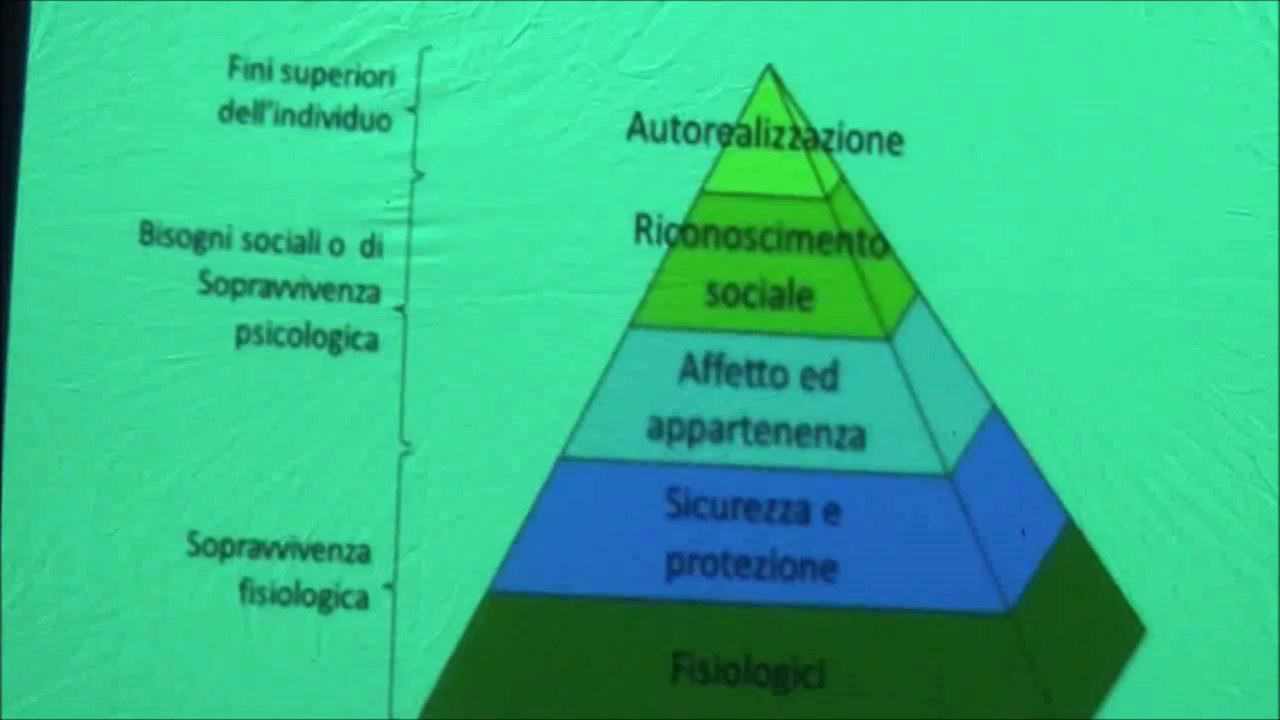 Fini superiori
dell'individuo
Bisogni sociali o di
Sopravvivenza
psicologica
Sopravvivenza
fisiologica
Autorealizzazione
Riconoscimento
sociale
Affetto ed
appartenenza
Sicurezza e
protezione
Fisiologici